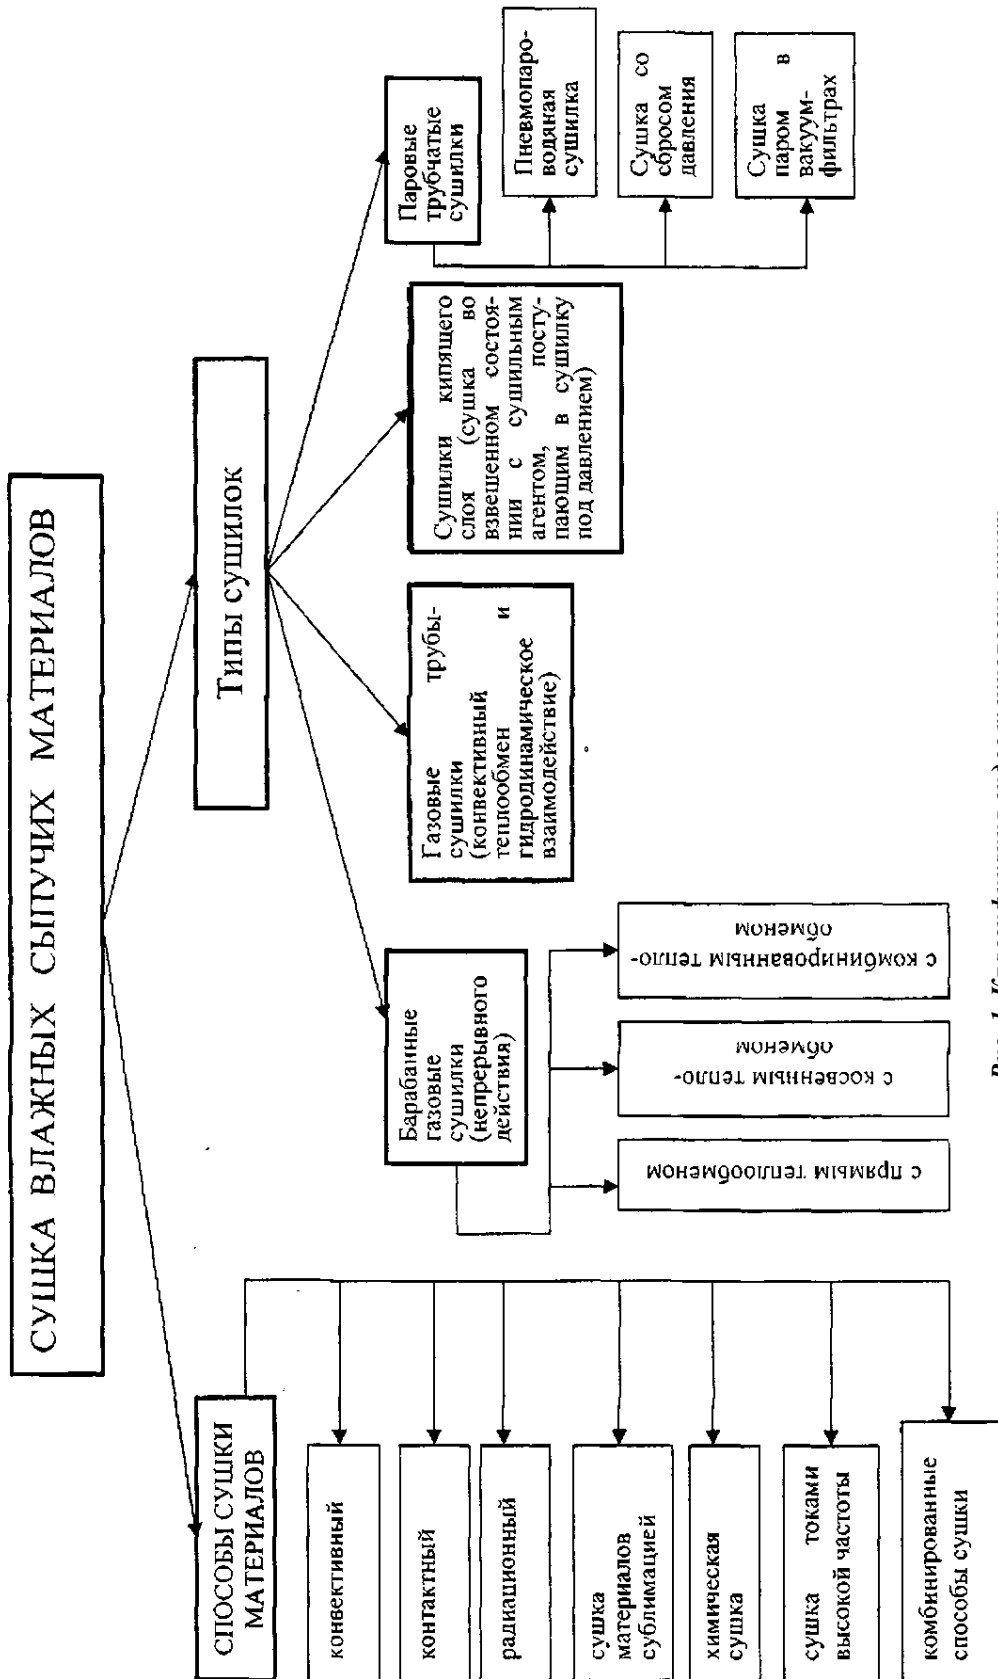 СУШКА ВЛАЖНЫХ СЫПУЧИХ МАТЕРИАЛОВ
СПОСОБЫ СУШКИ
МАТЕРИАЛОВ
конвективный
контактный
радиационный
сушка
материалов
сублимацией
химическая
сушка
сушка токами
высокой частоты
комбинированные
способы сушки
Типы сушилок
Барабанные
газовые
сушилки
(непрерывного
действия)
с прямым теплообменом
с косвенным тепло-
обменом
с комбинированным тепло-
обменом
Газовые трубы-
сушилки
(конвективный
теплообмен и
гидродинамическое
взаимодействие)
Сушилки кипящего
слоя (сушка во
взвешенном состоя-
нии с сушильным
агентом, посту-
пающим в сушилку
под давлением)
Паровые
трубчатые
сушилки
Пневмопаро-
водяная
сушилка
Сушка со
сбросом
давления
Сушка
паром в
вакуум-
фильтрах
Рис. 1. Классификация